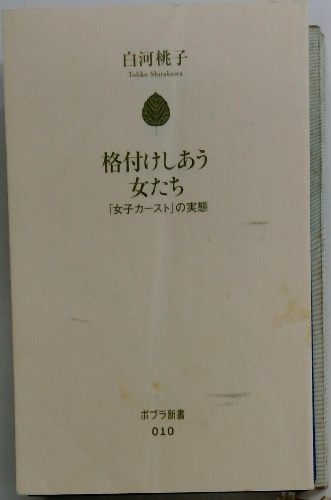 白河桃子
Tohko Shirakawa
格付けしあう
女たち
「女子カースト」の実態
ポプラ新書
010